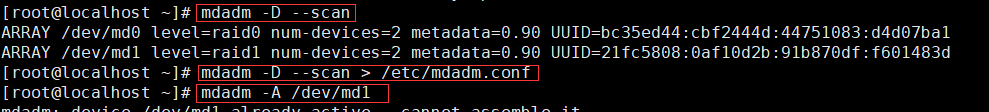 [root@localhost ~]# mdadm -D --scan
ARRAY /dev/md0 level=raid0 num-devices=2 metadata=0.90 UUID=bc35ed44:cbf2444d:44751083:d4d07ba1
ARRAY /dev/md1 level=raid1 num-devices=2 metadata=0.90 UUID=21fc5808:0af10d2b:91b870df:f601483d
[root@localhost ~]# mdadm -D --scan > /etc/mdadm.conf
[root@localhost ~]# mdadm -A /dev/md1
mdadm: device /dev/md1 already active - cannot assemble it